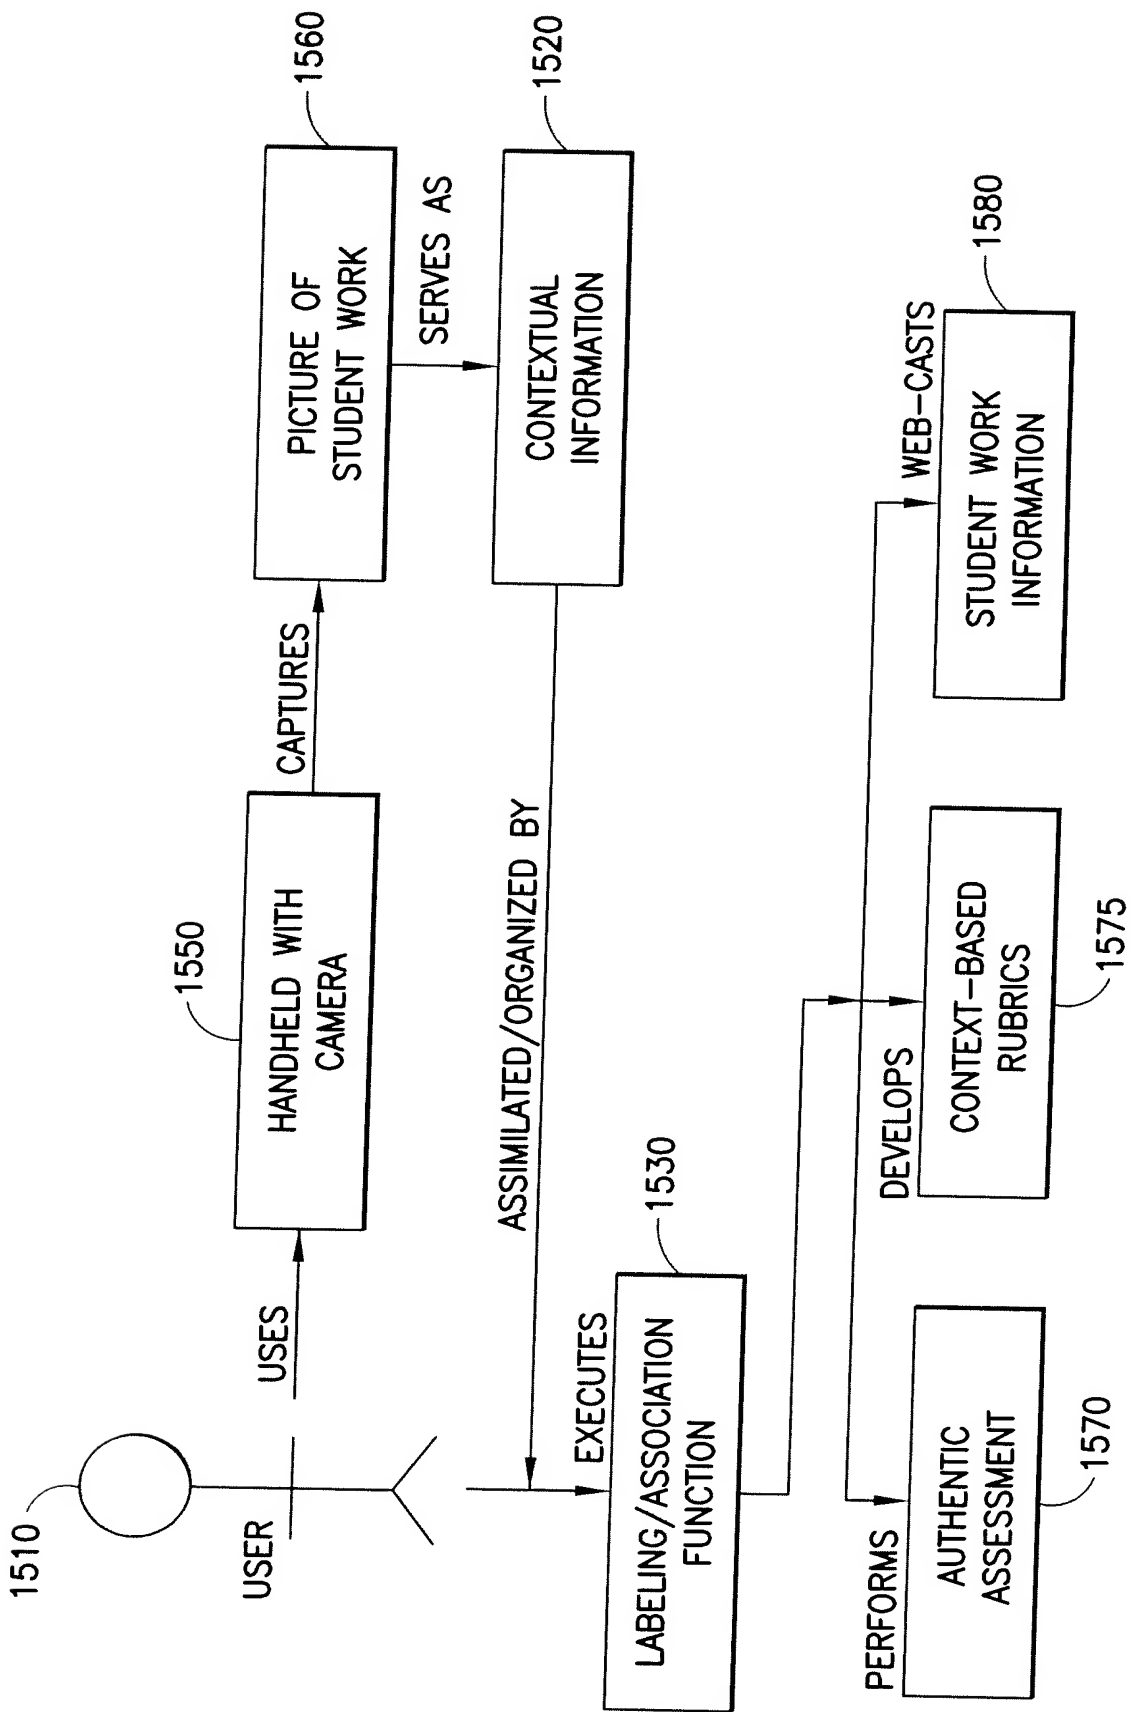 1510
USER
USES
1550
HANDHELD WITH
CAMERA
CAPTURES
1560
PICTURE OF
STUDENT WORK
SERVES AS
1520
CONTEXTUAL
INFORMATION
ASSIMILATED/ORGANIZED BY
EXECUTES
1530
LABELING/ASSOCIATION
FUNCTION
PERFORMS
AUTHENTIC
ASSESSMENT
1570
DEVELOPS
CONTEXT-BASED
RUBRICS
1575
WEB-CASTS
1580
STUDENT WORK
INFORMATION